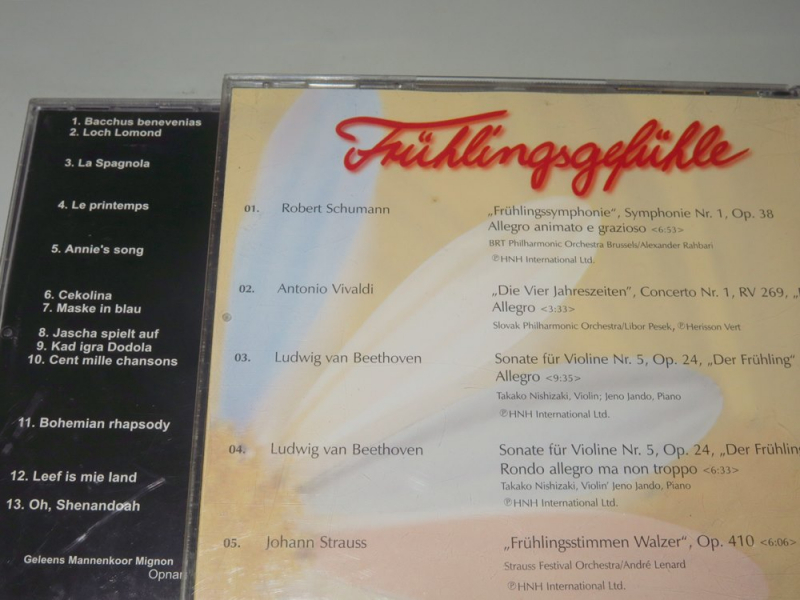 1. Bacchus benevenias
2. Loch Lomond
3. La Spagnola
4. Le printemps
5. Annie's song
6. Cekolina
7. Maske in blau
8. Jascha spielt auf
9. Kad igra Dodola
10. Cent mille chansons
11. Bohemian rhapsody
12. Leef is mie land
13. Oh, Shenandoah
Geleens Mannenkoor Mignon
Frühlingsgefühle
01. Robert Schumann „Frühlingssymphonie“, Symphonie Nr. 1, Op. 38
Allegro animato e grazioso <6:53>
BRT Philharmonic Orchestra Brussels/Alexander Rahbari
℗HNH International Ltd.
02. Antonio Vivaldi „Die Vier Jahreszeiten“, Concerto Nr. 1, RV 269,
Allegro <3:33>
Slovak Philharmonic Orchestra/Libor Pesek, ℗Herisson Vert
03. Ludwig van Beethoven Sonate für Violine Nr. 5, Op. 24, „Der Frühling“
Allegro <9:35>
Takako Nishizaki, Violin; Jeno Jando, Piano
℗HNH International Ltd.
04. Ludwig van Beethoven Sonate für Violine Nr. 5, Op. 24, „Der Frühlin
Rondo allegro ma non troppo <6:33>
Takako Nishizaki, Violin' Jeno Jando, Piano
℗HNH International Ltd.
05. Johann Strauss „Frühlingsstimmen Walzer“, Op. 410 <6:06>
Strauss Festival Orchestra/André Lenard
℗HNH International Ltd.